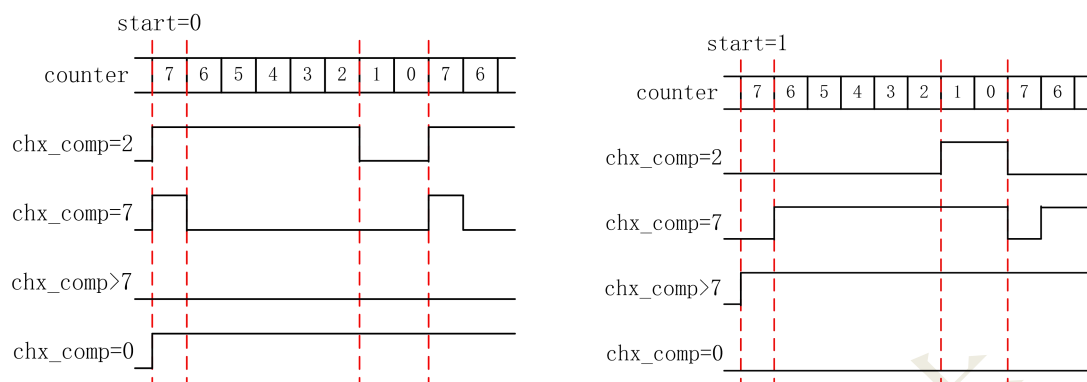 start=0
counter 7 6 5 4 3 2 1 0 7 6
chx_comp=2
chx_comp=7
chx_comp>7
chx_comp=0
start=1
counter 7 6 5 4 3 2 1 0 7 6
chx_comp=2
chx_comp=7
chx_comp>7
chx_comp=0